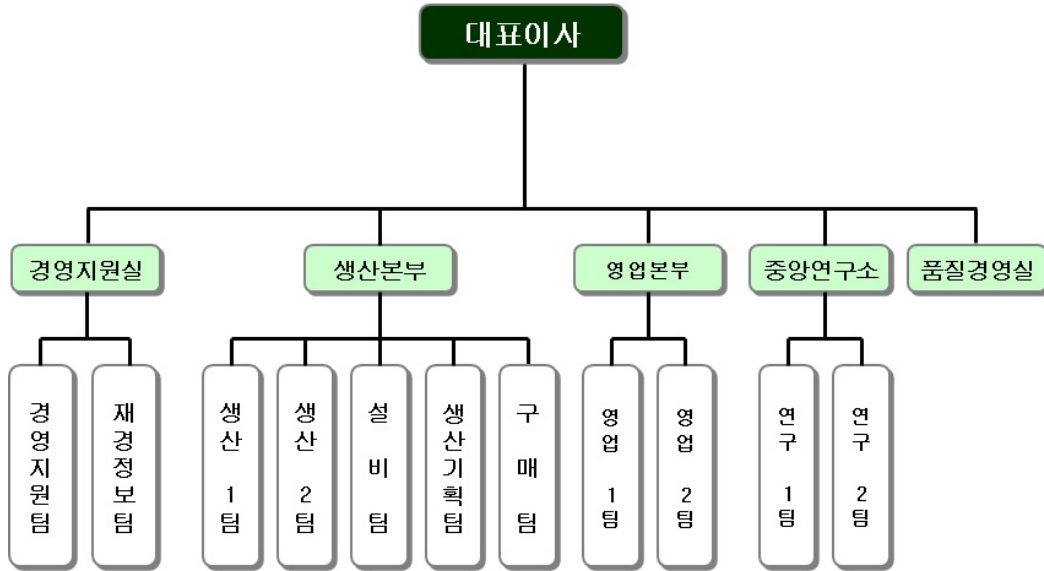 대표이사
경영지원실
생산본부
영업본부
중앙연구소
품질경영실
경영지원팀
재경정보팀
생산 1팀
생산 2팀
설비팀
생산기획팀
구매팀
영업 1팀
영업 2팀
연구 1팀
연구 2팀